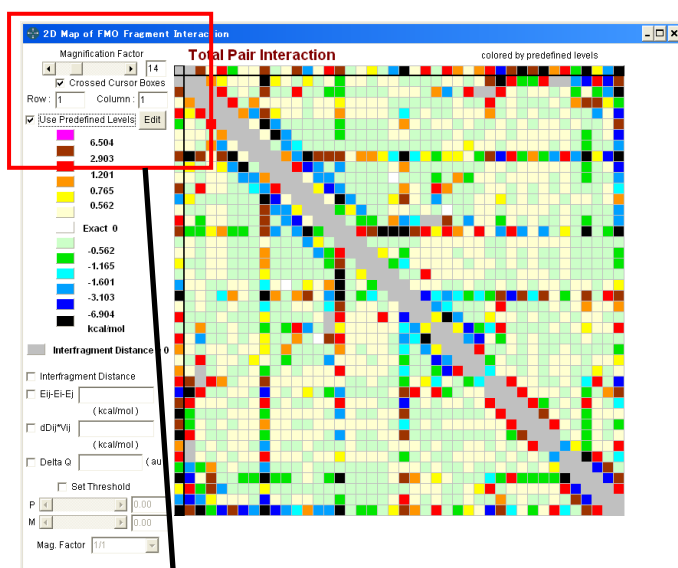 2D Map of FMO Fragment Interaction
Magnification Factor
14
Crossed Cursor Boxes
Row : 1 Column : 1
Use Predefined Levels Edit
Total Pair Interaction
colored by predefined levels
6.504
2.903
1.201
0.765
0.562
Exact 0
-0.562
-1.165
-1.601
-3.103
-6.904
kcal/mol
Interfragment Distance 0
Interfragment Distance
Eij-Ei-Ej
( kcal/mol )
dDij*Vij
( kcal/mol )
Delta Q ( au
Set Threshold
P 0.00
M 0.00
Mag. Factor 1/1